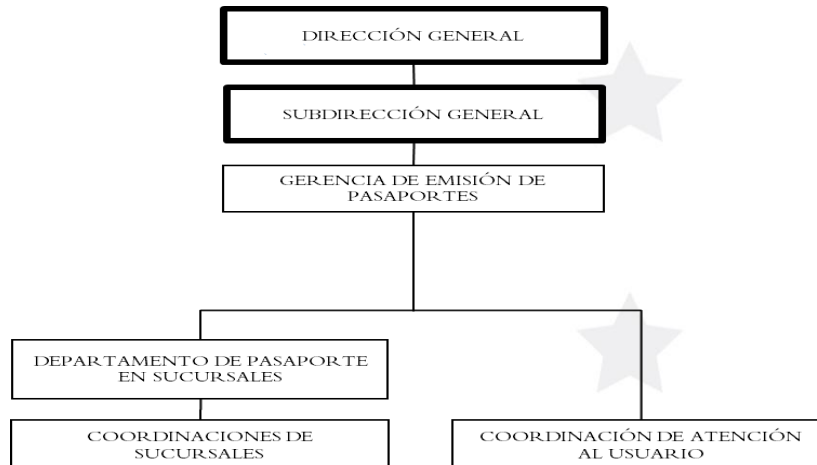 DIRECCIÓN GENERAL
SUBDIRECCIÓN GENERAL
GERENCIA DE EMISIÓN DE
PASAPORTES
DEPARTAMENTO DE PASAPORTE
EN SUCURSALES
COORDINACIONES DE
SUCURSALES
COORDINACIÓN DE ATENCIÓN
AL USUARIO